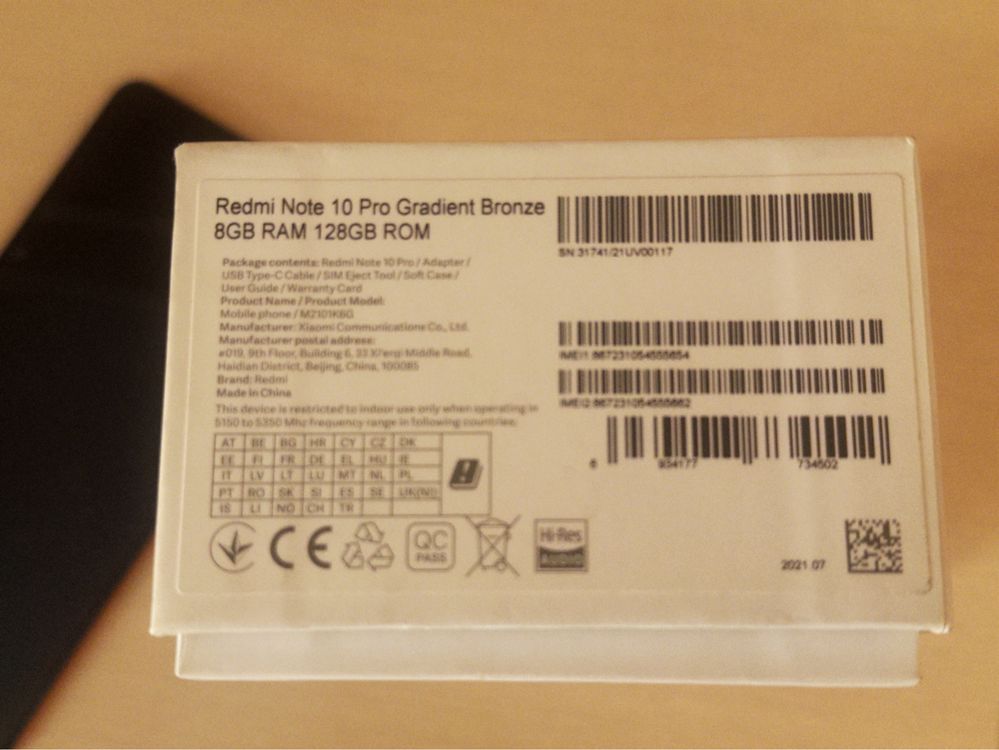 Redmi Note 10 Pro Gradient Bronze
8GB RAM 128GB ROM
Package contents: Redmi Note 10 Pro / Adapter /
USB Type-C Cable / SIM Eject Tool / Soft Case /
User Guide / Warranty Card
Product Name / Product Model:
Mobile phone / M2101K6G
Manufacturer: Xiaomi Communications Co., Ltd.
Manufacturer postal address:
#019, 9th Floor, Building 6, 33 Xi'erqi Middle Road,
Haidian District, Beijing, China, 100085
Brand: Redmi
Made in China
This device is restricted to indoor use only when operating in
5150 to 5350 Mhz frequency range in following countries:
AT BE BG HR CY CZ DK
EE FI FR DE EL HU IE
IT LV LT LU MT NL PL
PT RO SK SI ES SE UK(NI)
IS LI NO CH TR
CE
QC
PASS
Hi-Res
AUDIO
SN: 31741/21UV00117
IMEI1:
IMEI2:
6 934177 734502
2021.07